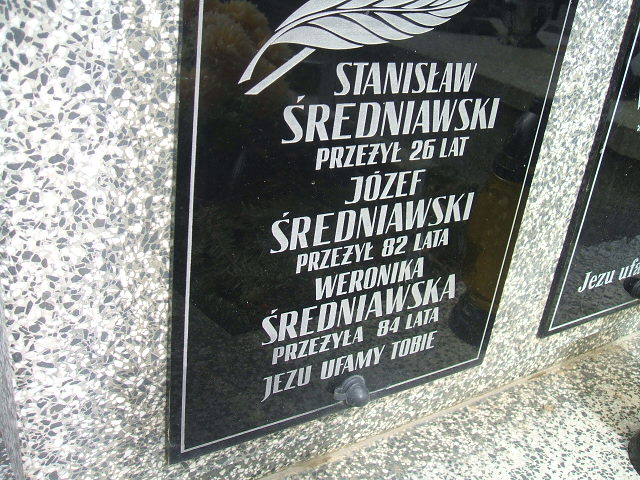 STANISŁAW
ŚREDNIAWSKI
PRZEŻYŁ 26 LAT
JÓZEF
ŚREDNIAWSKI
PRZEŻYŁ 82 LATA
WERONIKA
ŚREDNIAWSKA
PRZEŻYŁA 84 LATA
JEZU UFAMY TOBIE
Jezu